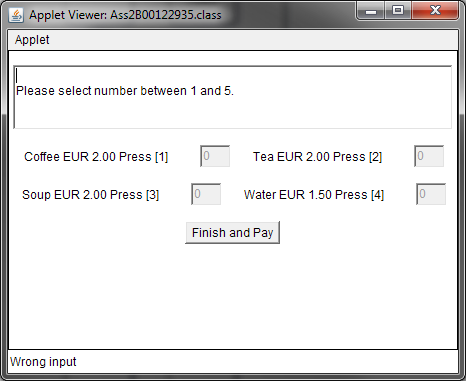 Applet Viewer: Ass2B00122935.class
Applet
Please select number between 1 and 5.
Coffee EUR 2.00 Press [1] 0 Tea EUR 2.00 Press [2] 0
Soup EUR 2.00 Press [3] 0 Water EUR 1.50 Press [4] 0
Finish and Pay
Wrong input